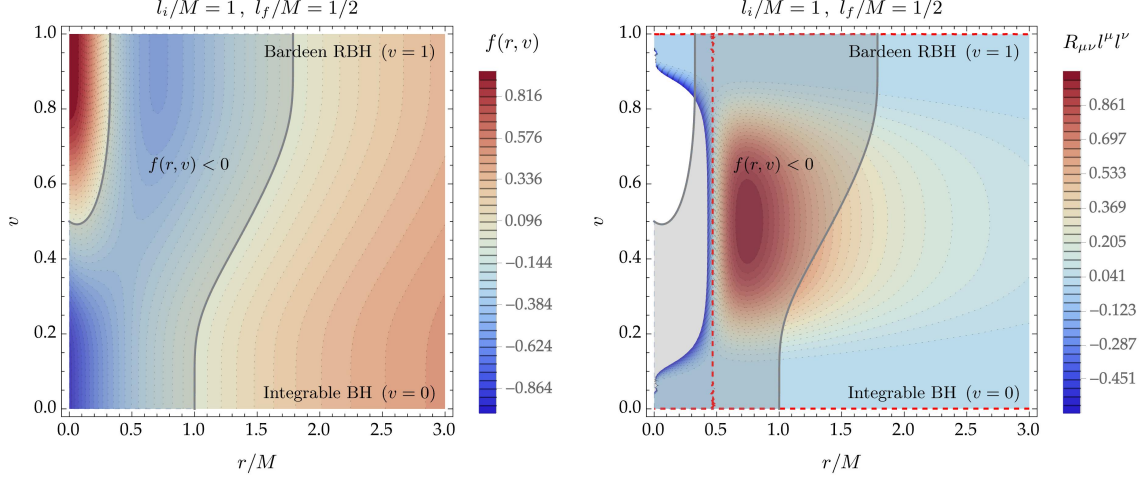 l_i/M = 1 , l_f/M = 1/2
f(r, v)
Bardeen RBH (v = 1)
f(r, v) < 0
Integrable BH (v = 0)
1.0
0.8
0.6
0.4
0.2
0.0
v
0.0 0.5 1.0 1.5 2.0 2.5 3.0
r/M
0.816
0.576
0.336
0.096
−0.144
−0.384
−0.624
−0.864
l_i/M = 1 , l_f/M = 1/2
R_{μν}l^μl^ν
Bardeen RBH (v = 1)
f(r, v) < 0
Integrable BH (v = 0)
1.0
0.8
0.6
0.4
0.2
0.0
v
0.0 0.5 1.0 1.5 2.0 2.5 3.0
r/M
0.861
0.697
0.533
0.369
0.205
0.041
−0.123
−0.287
−0.451